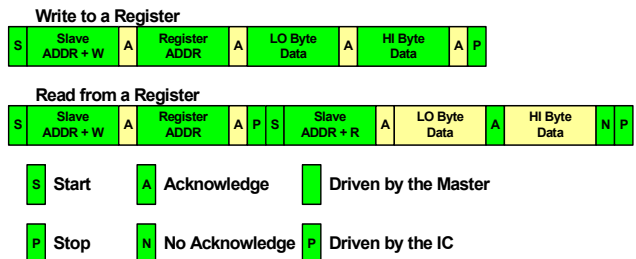 Write to a Register
S Slave ADDR + W A Register ADDR A LO Byte Data A HI Byte Data A P
Read from a Register
S Slave ADDR + W A Register ADDR A P S Slave ADDR + R A LO Byte Data A HI Byte Data N P
S Start A Acknowledge Driven by the Master
P Stop N No Acknowledge P Driven by the IC